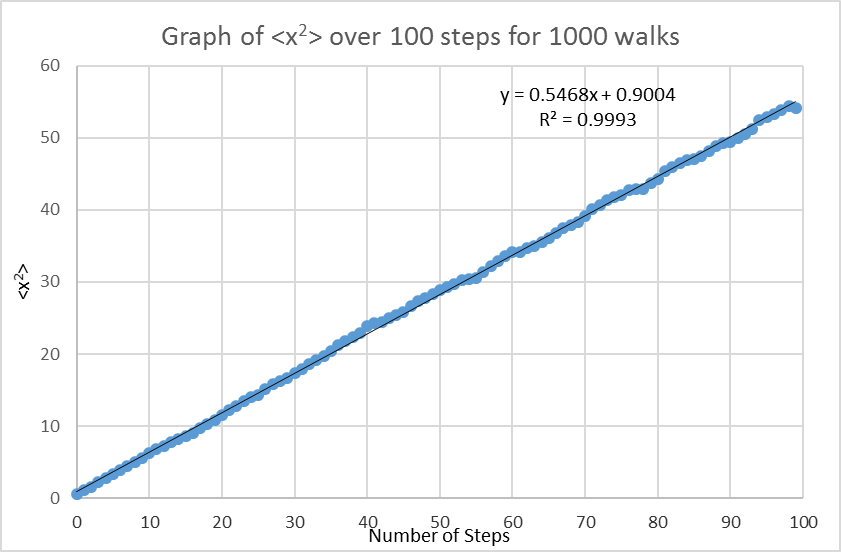 Graph of <x²> over 100 steps for 1000 walks
60
50
40
30
20
10
0
y = 0.5468x + 0.9004
R² = 0.9993
<x²>
0 10 20 30 40 50 60 70 80 90 100
Number of Steps